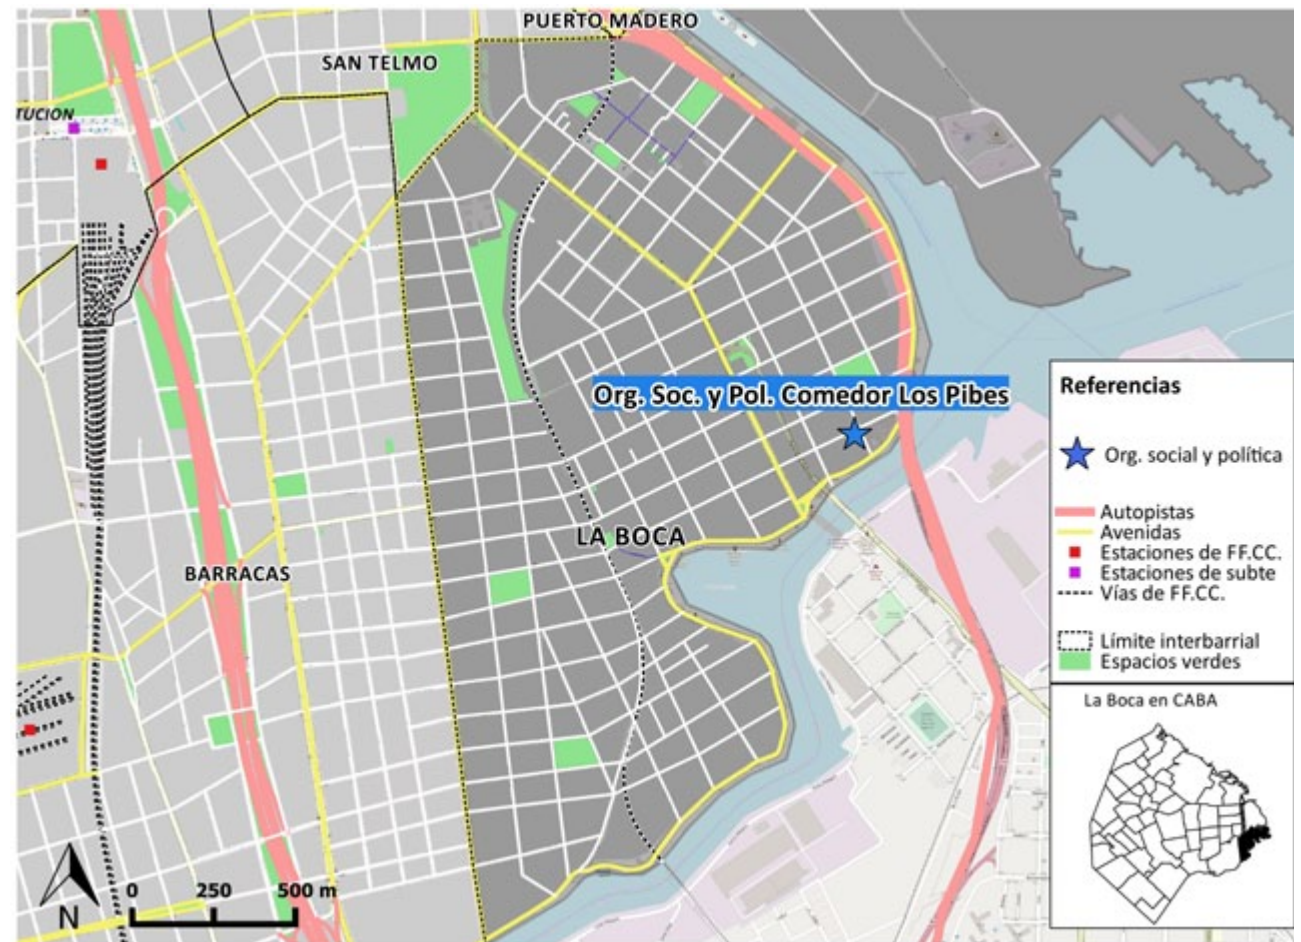 PUERTO MADERO
SAN TELMO
TUCION
Org. Soc. y Pol. Comedor Los Pibes
LA BOCA
BARRACAS
Referencias
Org. social y política
Autopistas
Avenidas
Estaciones de FF.CC.
Estaciones de subte
Vías de FF.CC.
Límite interbarrial
Espacios verdes
La Boca en CABA
0 250 500 m
N